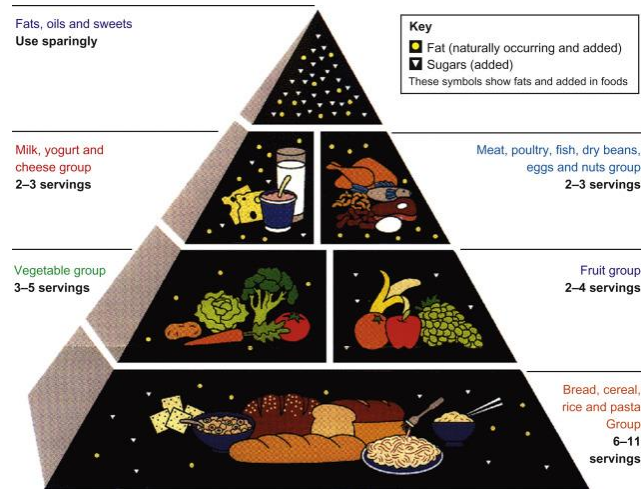 Fats, oils and sweets
Use sparingly
Key
Fat (naturally occurring and added)
Sugars (added)
These symbols show fats and added in foods
Milk, yogurt and
cheese group
2–3 servings
Meat, poultry, fish, dry beans,
eggs and nuts group
2–3 servings
Vegetable group
3–5 servings
Fruit group
2–4 servings
Bread, cereal,
rice and pasta
Group
6–11
servings